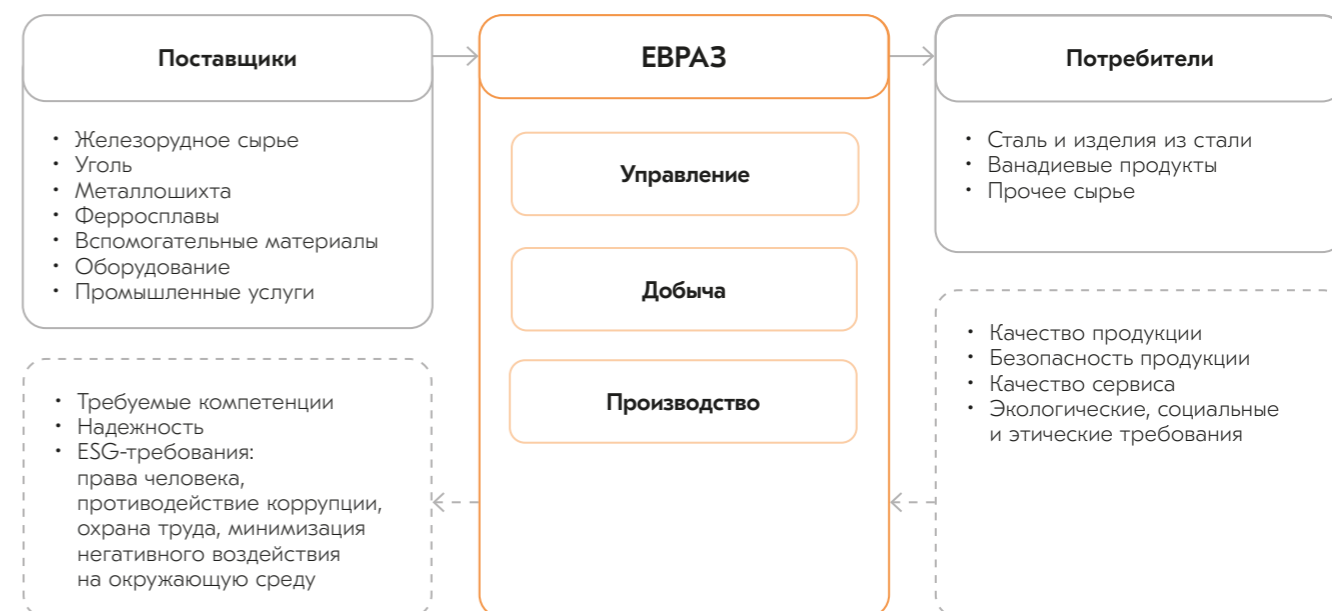 Поставщики
• Железорудное сырье
• Уголь
• Металлошихта
• Ферросплавы
• Вспомогательные материалы
• Оборудование
• Промышленные услуги
• Требуемые компетенции
• Надежность
• ESG-требования:
права человека,
противодействие коррупции,
охрана труда, минимизация
негативного воздействия
на окружающую среду
ЕВРАЗ
Управление
Добыча
Производство
Потребители
• Сталь и изделия из стали
• Ванадиевые продукты
• Прочее сырье
• Качество продукции
• Безопасность продукции
• Качество сервиса
• Экологические, социальные
и этические требования